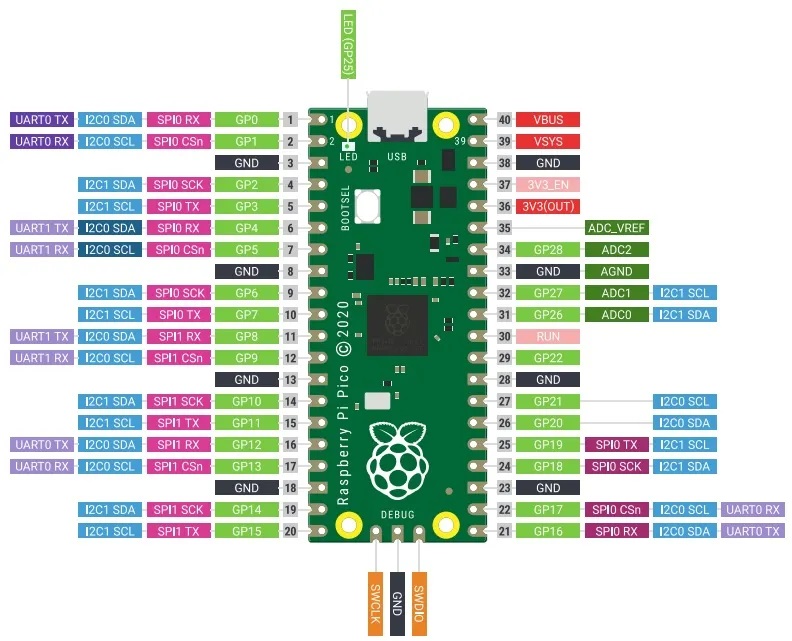 LED (GP25)
UART0 TX I2C0 SDA SPI0 RX GP0 1 1 40 VBUS
UART0 RX I2C0 SCL SPI0 CSn GP1 2 2 39 39 VSYS
LED USB
GND 3 38 GND
I2C1 SDA SPI0 SCK GP2 4 37 3V3_EN
I2C1 SCL SPI0 TX GP3 5 36 3V3(OUT)
BOOTSEL
UART1 TX I2C0 SDA SPI0 RX GP4 6 35 ADC_VREF
UART1 RX I2C0 SCL SPI0 CSn GP5 7 34 GP28 ADC2
GND 8 33 GND AGND
I2C1 SDA SPI0 SCK GP6 9 32 GP27 ADC1 I2C1 SCL
I2C1 SCL SPI0 TX GP7 10 31 GP26 ADC0 I2C1 SDA
UART1 TX I2C0 SDA SPI1 RX GP8 11 30 RUN
UART1 RX I2C0 SCL SPI1 CSn GP9 12 29 GP22
GND 13 28 GND
I2C1 SDA SPI1 SCK GP10 14 27 GP21 I2C0 SCL
I2C1 SCL SPI1 TX GP11 15 26 GP20 I2C0 SDA
Raspberry Pi Pico © 2020
UART0 TX I2C0 SDA SPI1 RX GP12 16 25 GP19 SPI0 TX I2C1 SCL
UART0 RX I2C0 SCL SPI1 CSn GP13 17 24 GP18 SPI0 SCK I2C1 SDA
GND 18 23 GND
I2C1 SDA SPI1 SCK GP14 19 22 GP17 SPI0 CSn I2C0 SCL UART0 RX
DEBUG
I2C1 SCL SPI1 TX GP15 20 21 GP16 SPI0 RX I2C0 SDA UART0 TX
SWCLK GND SWDIO